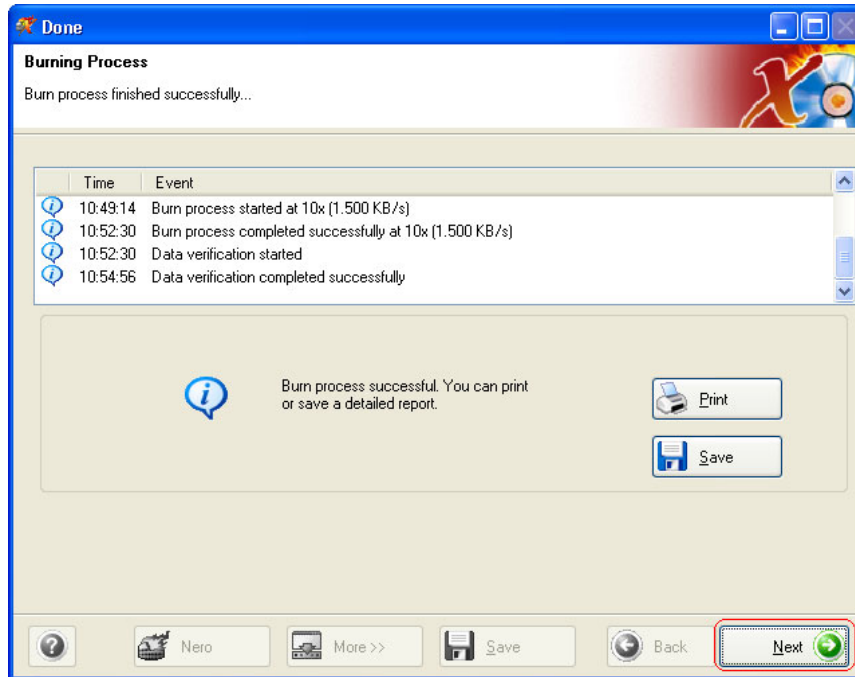 Done
Burning Process
Burn process finished successfully...
Time Event
10:49:14 Burn process started at 10x (1.500 KB/s)
10:52:30 Burn process completed successfully at 10x (1.500 KB/s)
10:52:30 Data verification started
10:54:56 Data verification completed successfully
Burn process successful. You can print
or save a detailed report.
Print
Save
Nero More >> Save Back Next